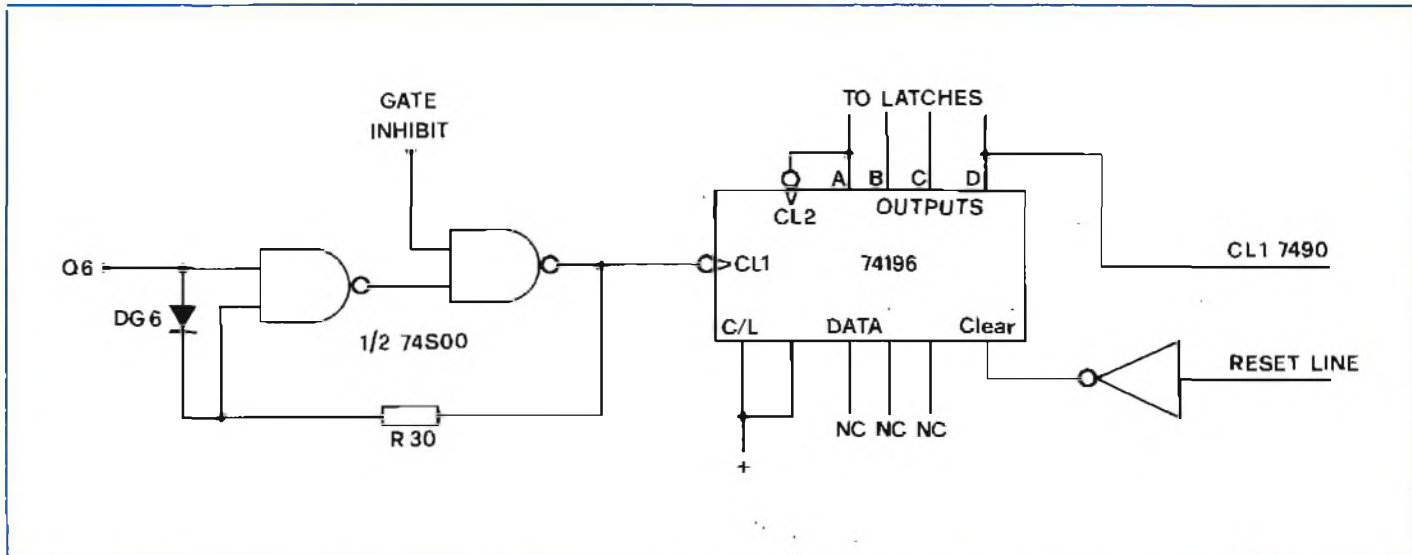 GATE
INHIBIT
TO LATCHES
A B C D
CL2 OUTPUTS
Q6
CL1 74196
CL1 7490
DG6
1/2 74S00
C/L DATA Clear
RESET LINE
R30
NC NC NC
+